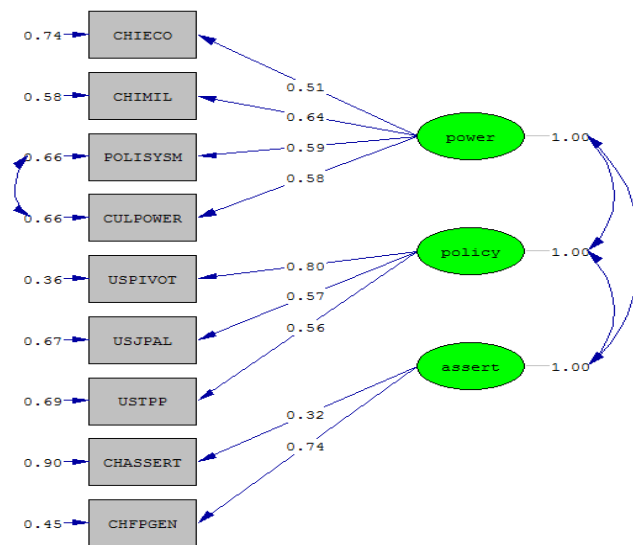 0.74 CHIECO
0.51
0.58 CHIMIL
0.64
power 1.00
0.66 POLISYSM
0.59
0.58
0.66 CULPOWER
policy 1.00
0.80
0.36 USPIVOT
0.57
0.56
0.67 USJPAL
assert 1.00
0.69 USTPP
0.32
0.74
0.90 CHASSERT
0.45 CHFPGEN